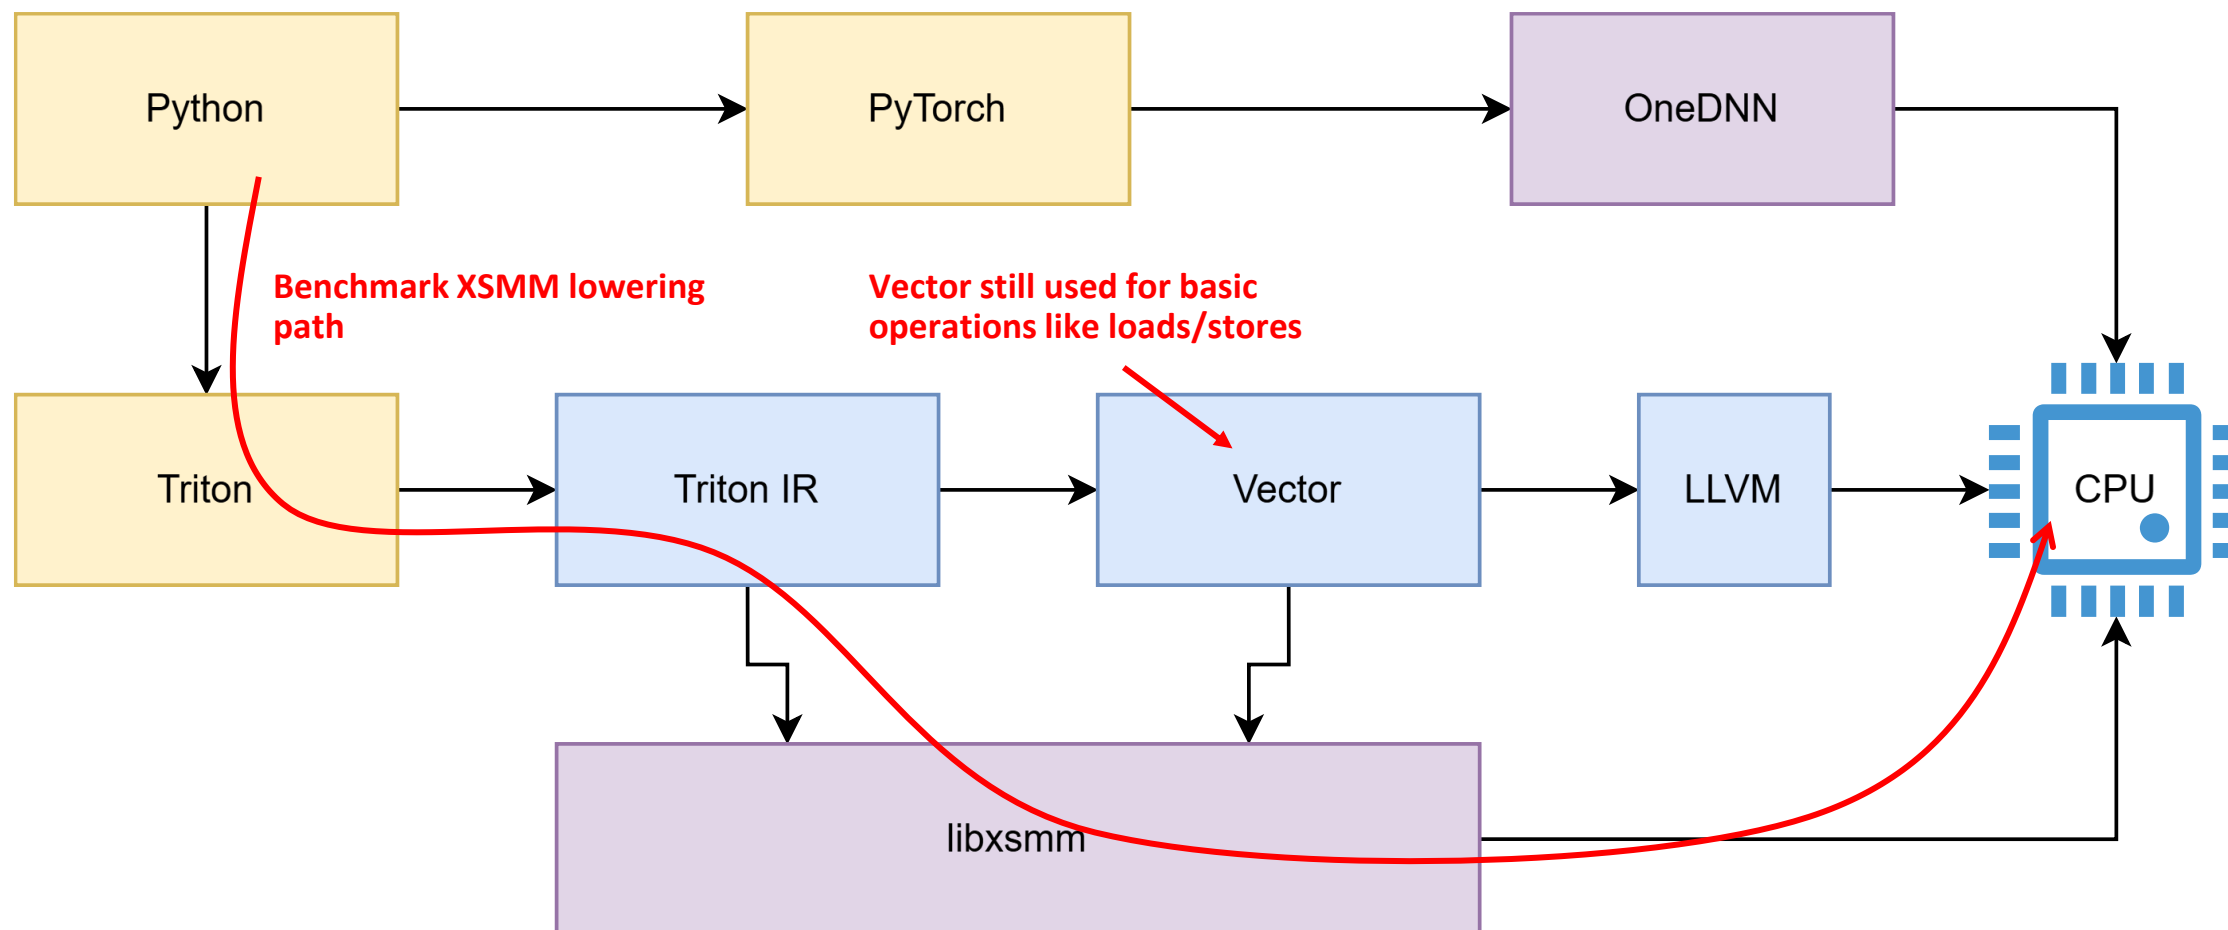 Python
PyTorch
OneDNN
Benchmark XSMM lowering
path
Vector still used for basic
operations like loads/stores
Triton
Triton IR
Vector
LLVM
CPU
libxsmm